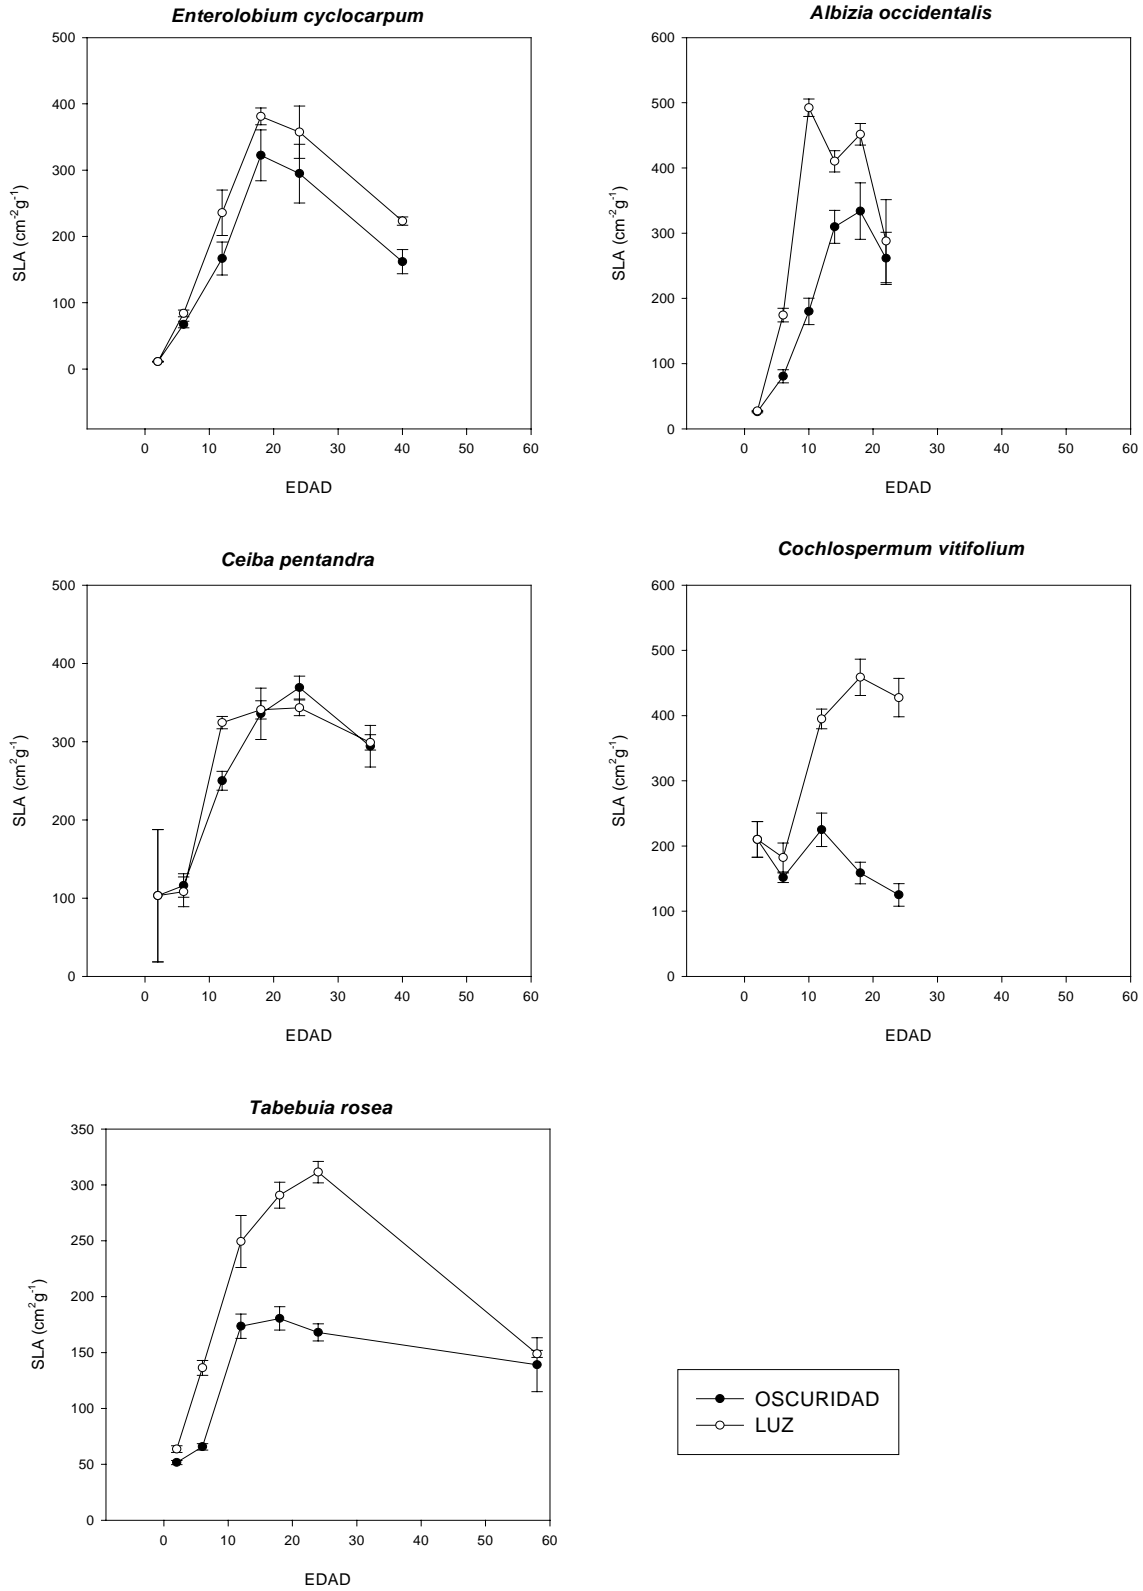 Enterolobium cyclocarpum
500
400
300
200
100
0
SLA (cm⁻²g⁻¹)
0 10 20 30 40 50 60
EDAD
Albizia occidentalis
600
500
400
300
200
100
0
SLA (cm⁻²g⁻¹)
0 10 20 30 40 50 60
EDAD
Ceiba pentandra
500
400
300
200
100
0
SLA (cm²g⁻¹)
0 10 20 30 40 50 60
EDAD
Cochlospermum vitifolium
600
500
400
300
200
100
0
SLA (cm²g⁻¹)
0 10 20 30 40 50 60
EDAD
Tabebuia rosea
350
300
250
200
150
100
50
0
SLA (cm²g⁻¹)
0 10 20 30 40 50 60
EDAD
OSCURIDAD
LUZ